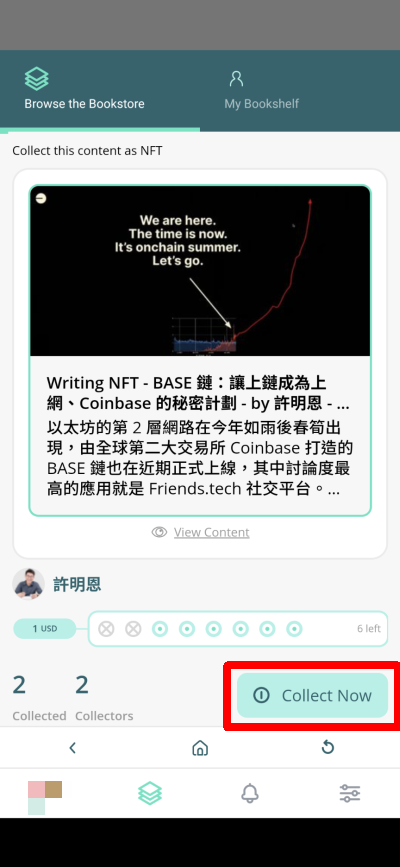 Browse the Bookstore
My Bookshelf
Collect this content as NFT
We are here.
The time is now.
It's onchain summer.
Let's go.
Writing NFT - BASE 鏈：讓上鏈成為上
網、Coinbase 的秘密計劃 - by 許明恩 - ...
以太坊的第 2 層網路在今年如雨後春筍出
現，由全球第二大交易所 Coinbase 打造的
BASE 鏈也在近期正式上線，其中討論度最
高的應用就是 Friends.tech 社交平台。...
View Content
許明恩
1 USD
6 left
2
2
Collected
Collectors
Collect Now